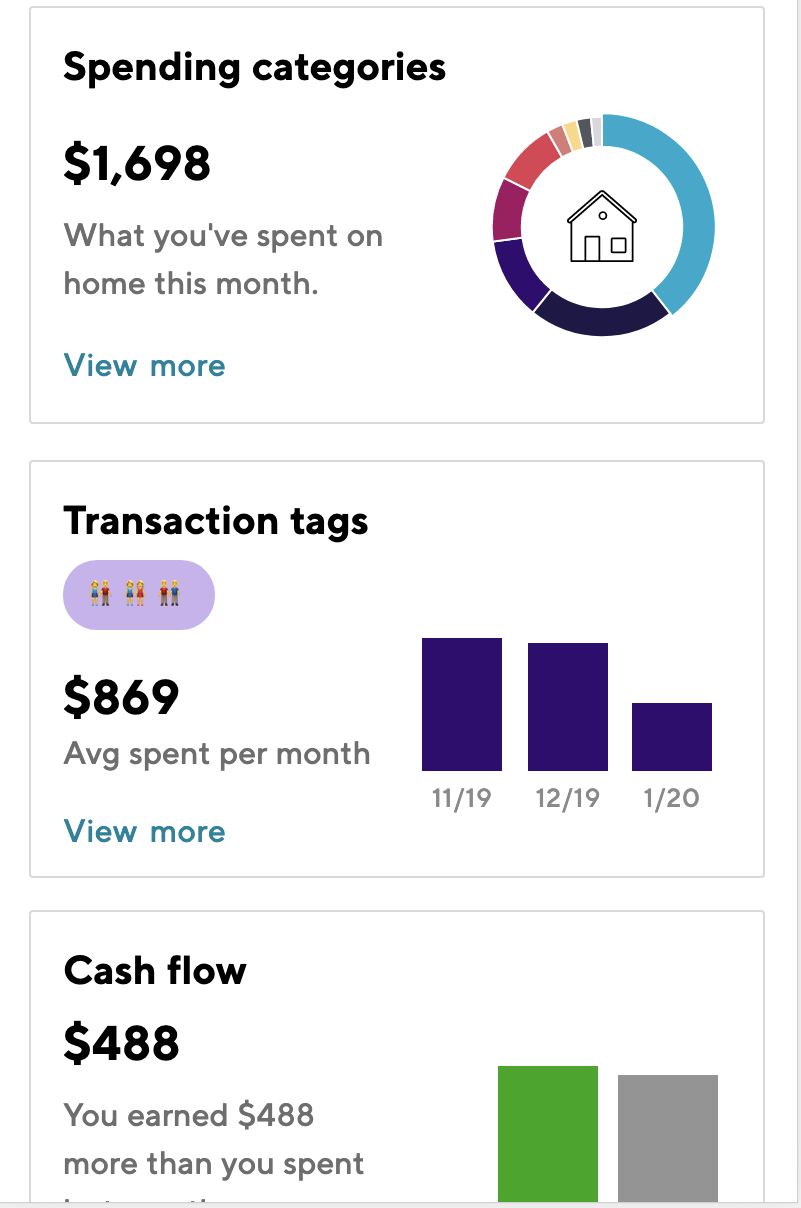 Spending categories
$1,698
What you've spent on
home this month.
View more
Transaction tags
$869
Avg spent per month
11/19 12/19 1/20
View more
Cash flow
$488
You earned $488
more than you spent